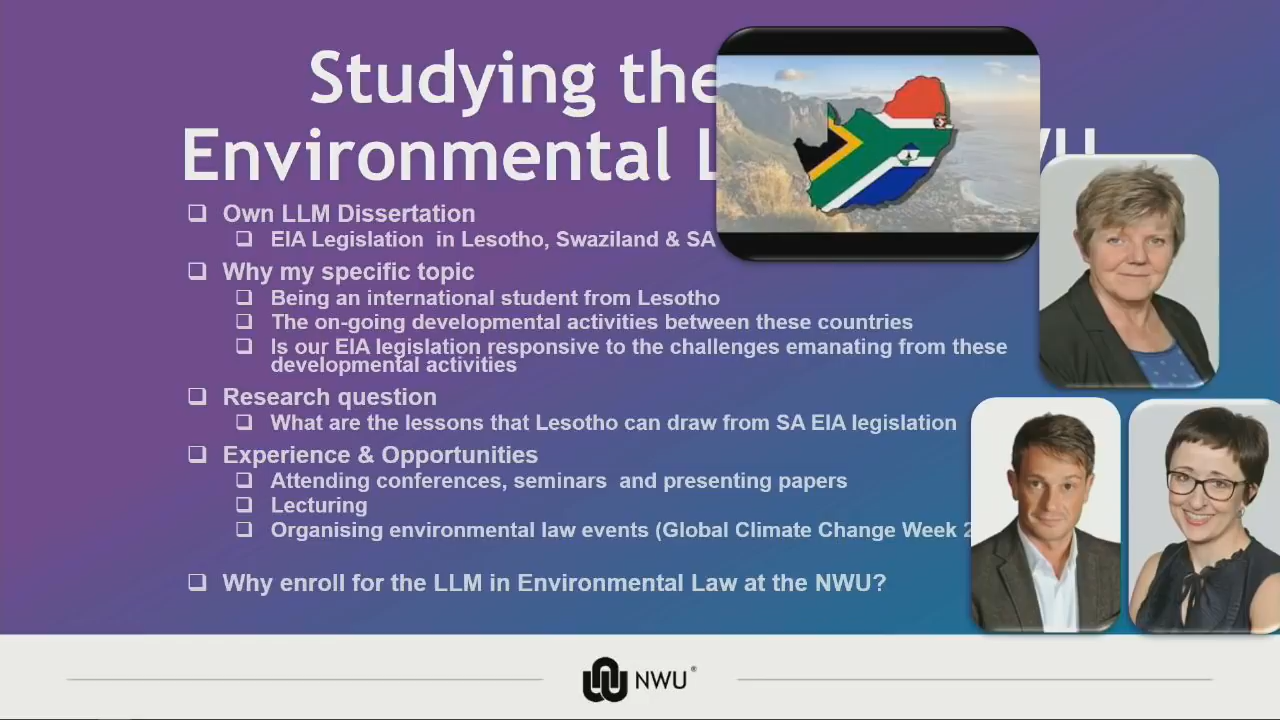 Studying the
Environmental
Own LLM Dissertation
EIA Legislation in Lesotho, Swaziland & SA
Why my specific topic
Being an international student from Lesotho
The on-going developmental activities between these countries
Is our EIA legislation responsive to the challenges emanating from these
developmental activities
Research question
What are the lessons that Lesotho can draw from SA EIA legislation
Experience & Opportunities
Attending conferences, seminars and presenting papers
Lecturing
Organising environmental law events (Global Climate Change Week 2
Why enroll for the LLM in Environmental Law at the NWU?
NWU®